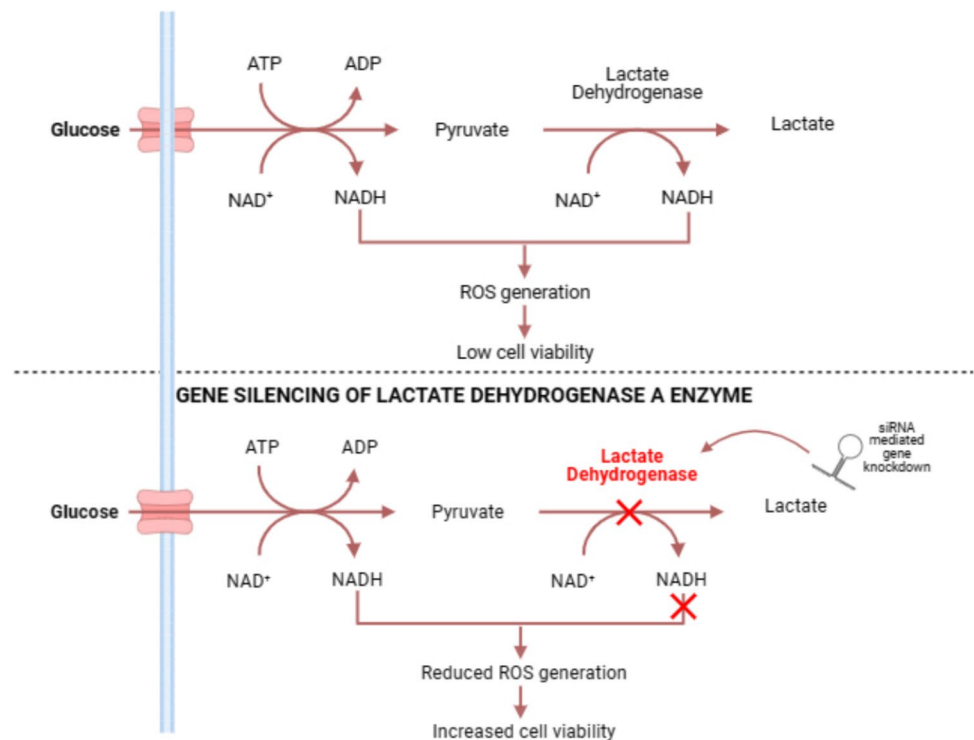 ATP
ADP
Lactate
Dehydrogenase
Glucose
Pyruvate
Lactate
NAD⁺
NADH
NAD⁺
NADH
ROS generation
Low cell viability
GENE SILENCING OF LACTATE DEHYDROGENASE A ENZYME
ATP
ADP
Lactate
Dehydrogenase
siRNA
mediated
gene
knockdown
Glucose
Pyruvate
Lactate
NAD⁺
NADH
NAD⁺
NADH
Reduced ROS generation
Increased cell viability